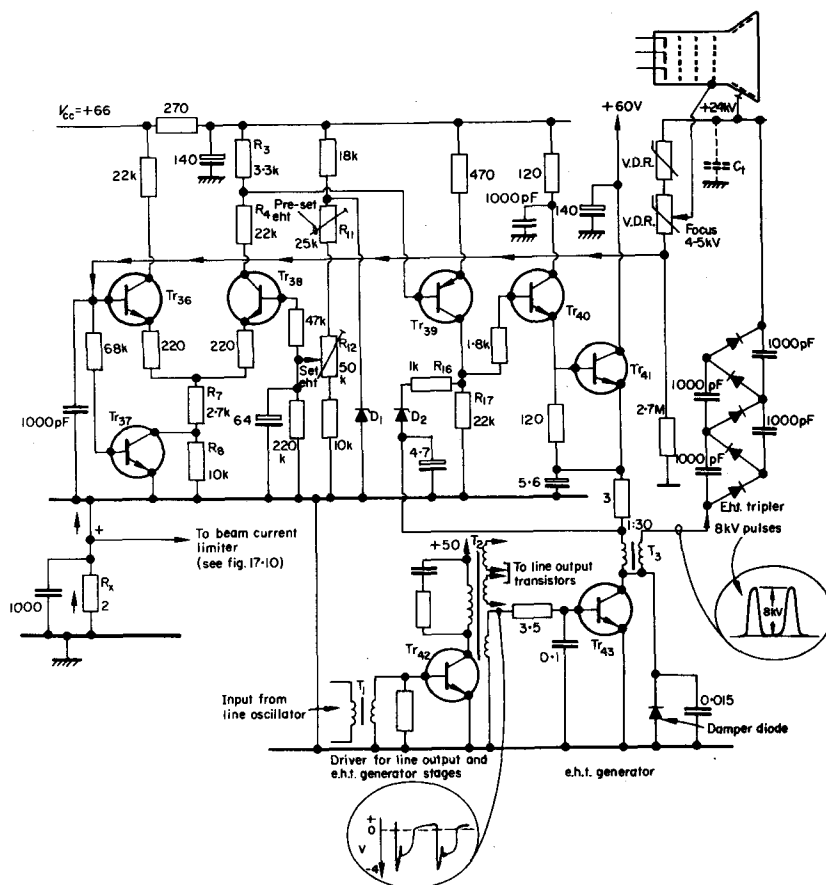 Vcc=+66
270
+60V
+24kV
140
22k
R3
3·3k
18k
470
120
1000pF
140
V.D.R.
Ct
V.D.R.
Focus
4-5kV
Pre-set
eht
R4
22k
25k
R11
Tr36
Tr38
Tr39
Tr40
68k
220
220
47k
R12
50
k
Set
eht
1·8k
1k
R16
Tr41
1000pF
1000pF
1000pF
1000pF
1000pF
Tr37
R7
2·7k
R8
10k
64
220
k
10k
D1
D2
4·7
R17
22k
120
5·6
3
2·7M
E.h.t. tripler
8kV pulses
+
To beam current
limiter
(see fig. 17·10)
1000
Rx
2
+50
T2
To line output
transistors
1:30
T3
3·5
0·1
Tr43
Tr42
8kV
0·015
Damper diode
Input from
line oscillator
T1
Driver for line output and
e.h.t. generator stages
e.h.t. generator
+
0
V
-4